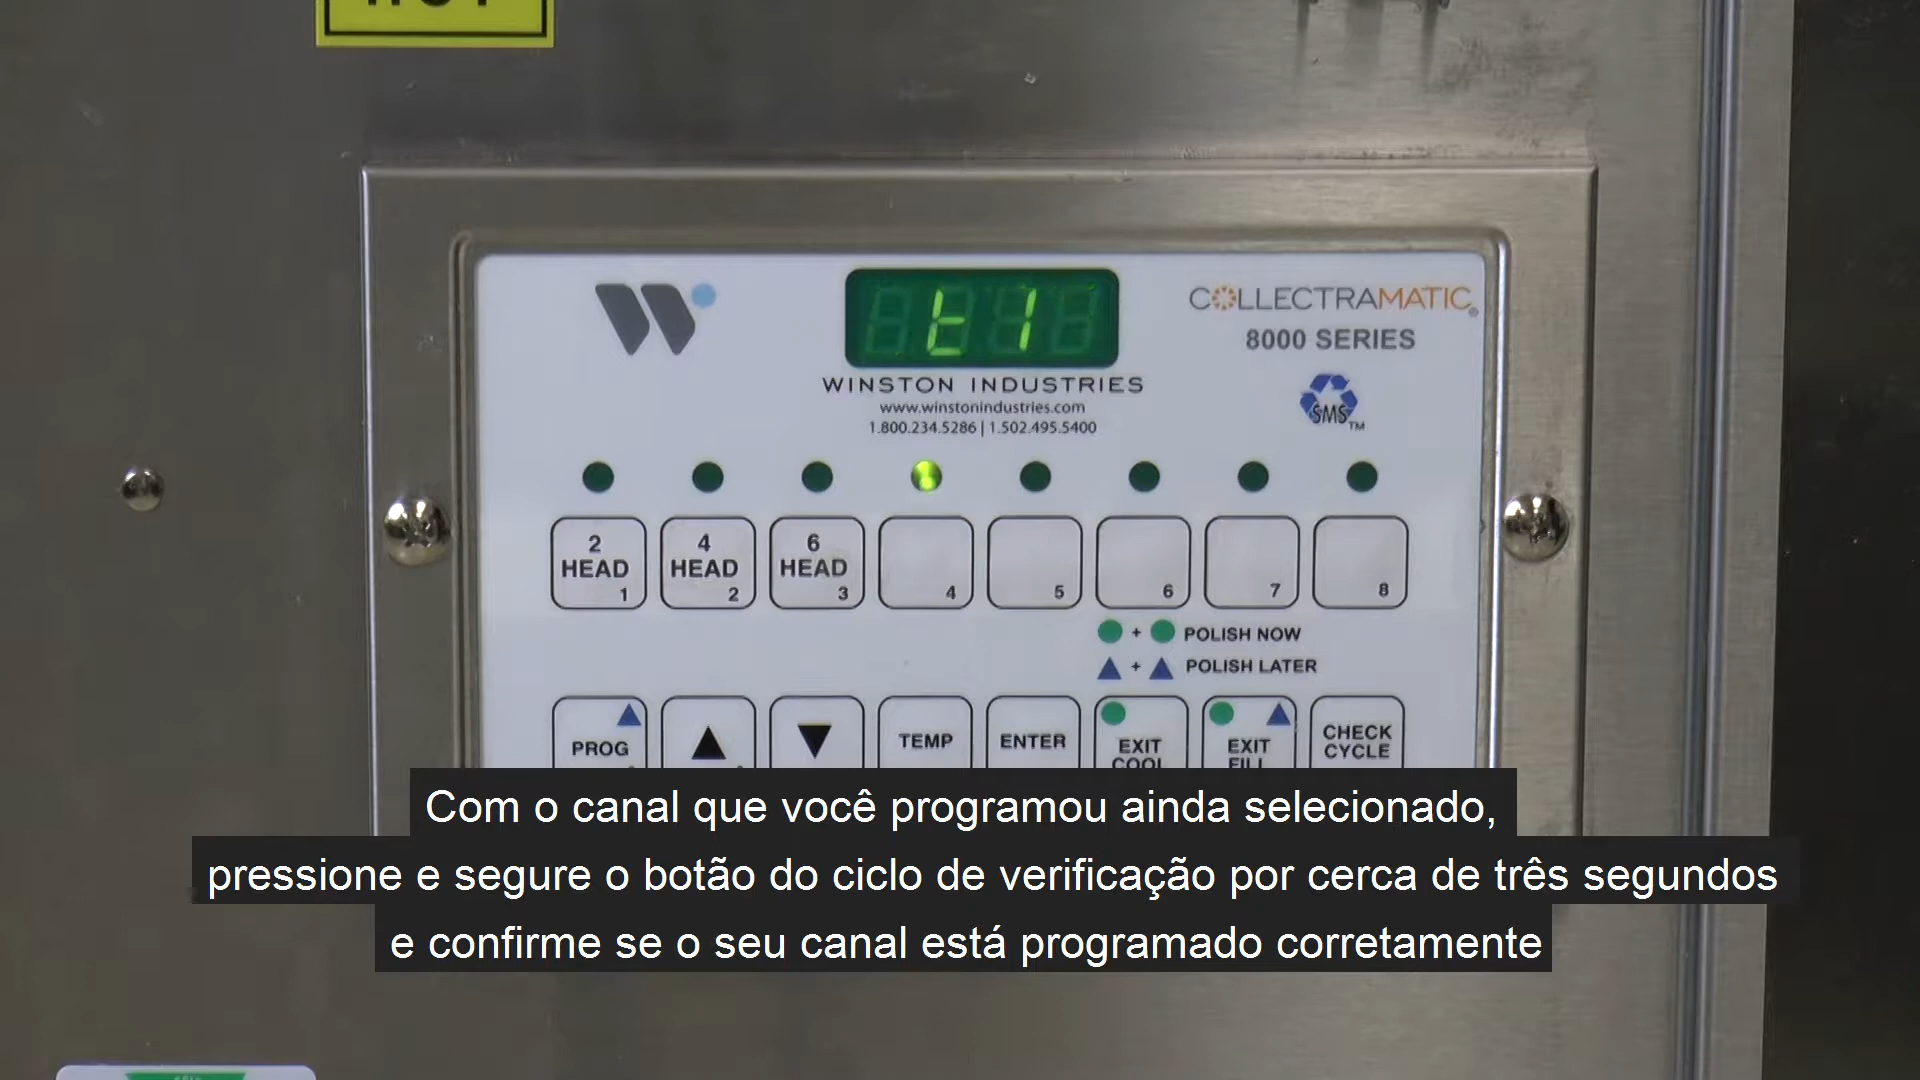 COLLECTRAMATIC®
8000 SERIES
t1
WINSTON INDUSTRIES
www.winstonindustries.com
1.800.234.5286 | 1.502.495.5400
SMS™
2 HEAD 1
4 HEAD 2
6 HEAD 3
4
5
6
7
8
+ POLISH NOW
+ POLISH LATER
PROG
TEMP
ENTER
EXIT COOL
EXIT FILL
CHECK CYCLE
Com o canal que você programou ainda selecionado,
pressione e segure o botão do ciclo de verificação por cerca de três segundos
e confirme se o seu canal está programado corretamente